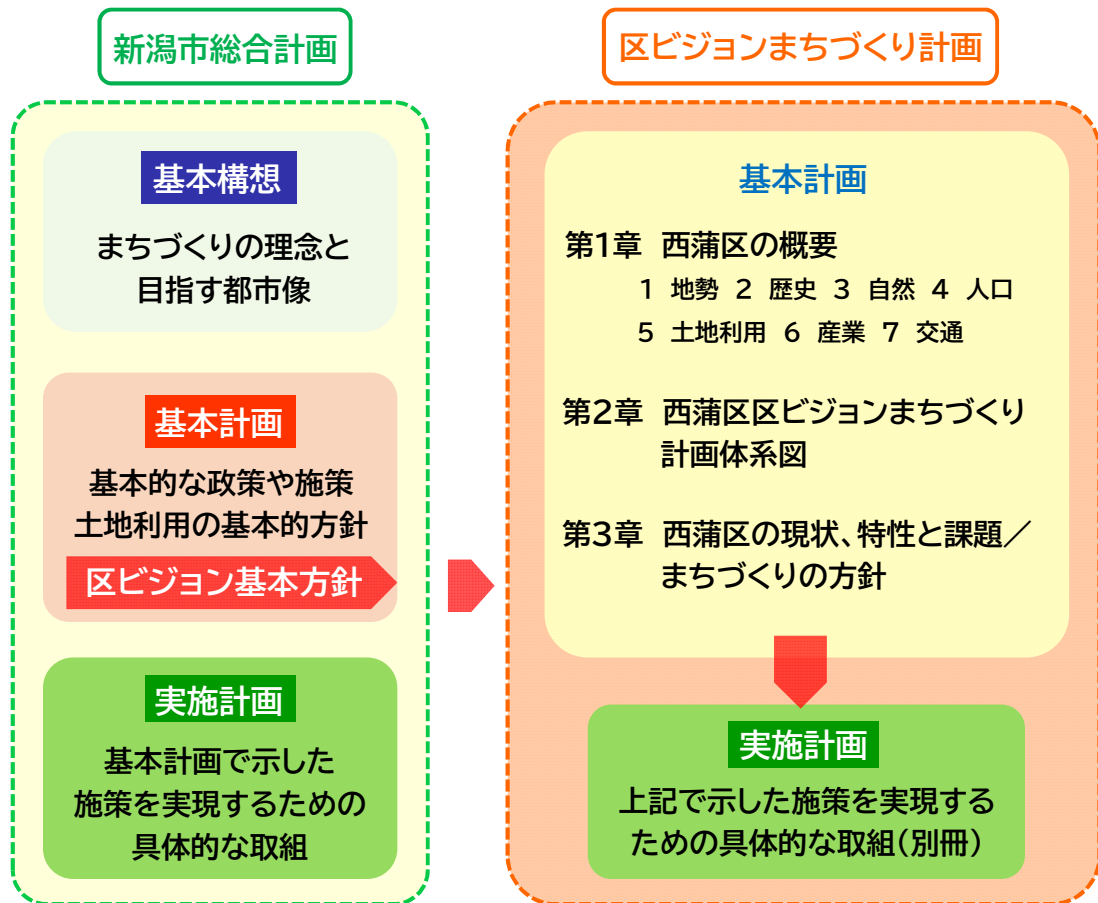 新潟市総合計画
基本構想
まちづくりの理念と
目指す都市像
基本計画
基本的な政策や施策
土地利用の基本的方針
区ビジョン基本方針
実施計画
基本計画で示した
施策を実現するための
具体的な取組
区ビジョンまちづくり計画
基本計画
第1章 西蒲区の概要
1 地勢 2 歴史 3 自然 4 人口
5 土地利用 6 産業 7 交通
第2章 西蒲区区ビジョンまちづくり
計画体系図
第3章 西蒲区の現状、特性と課題／
まちづくりの方針
実施計画
上記で示した施策を実現する
ための具体的な取組(別冊)